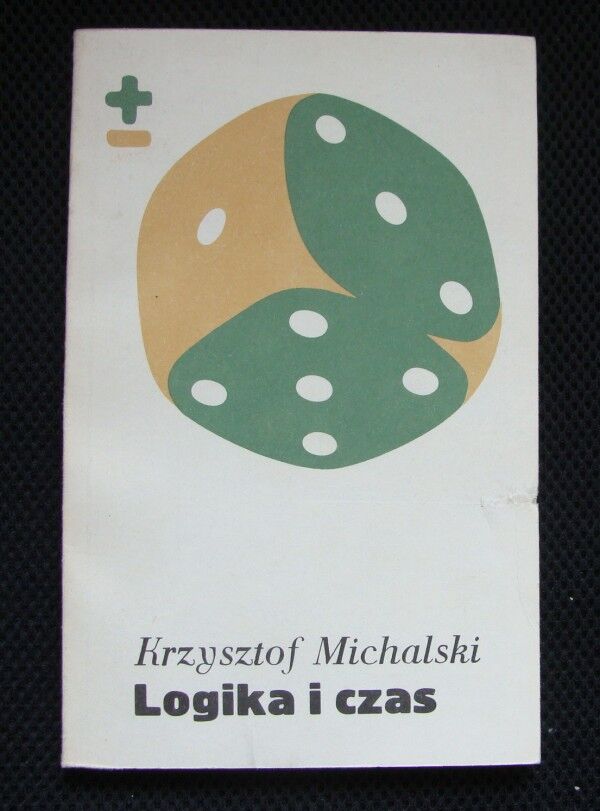 Krzysztof Michalski
Logika i czas